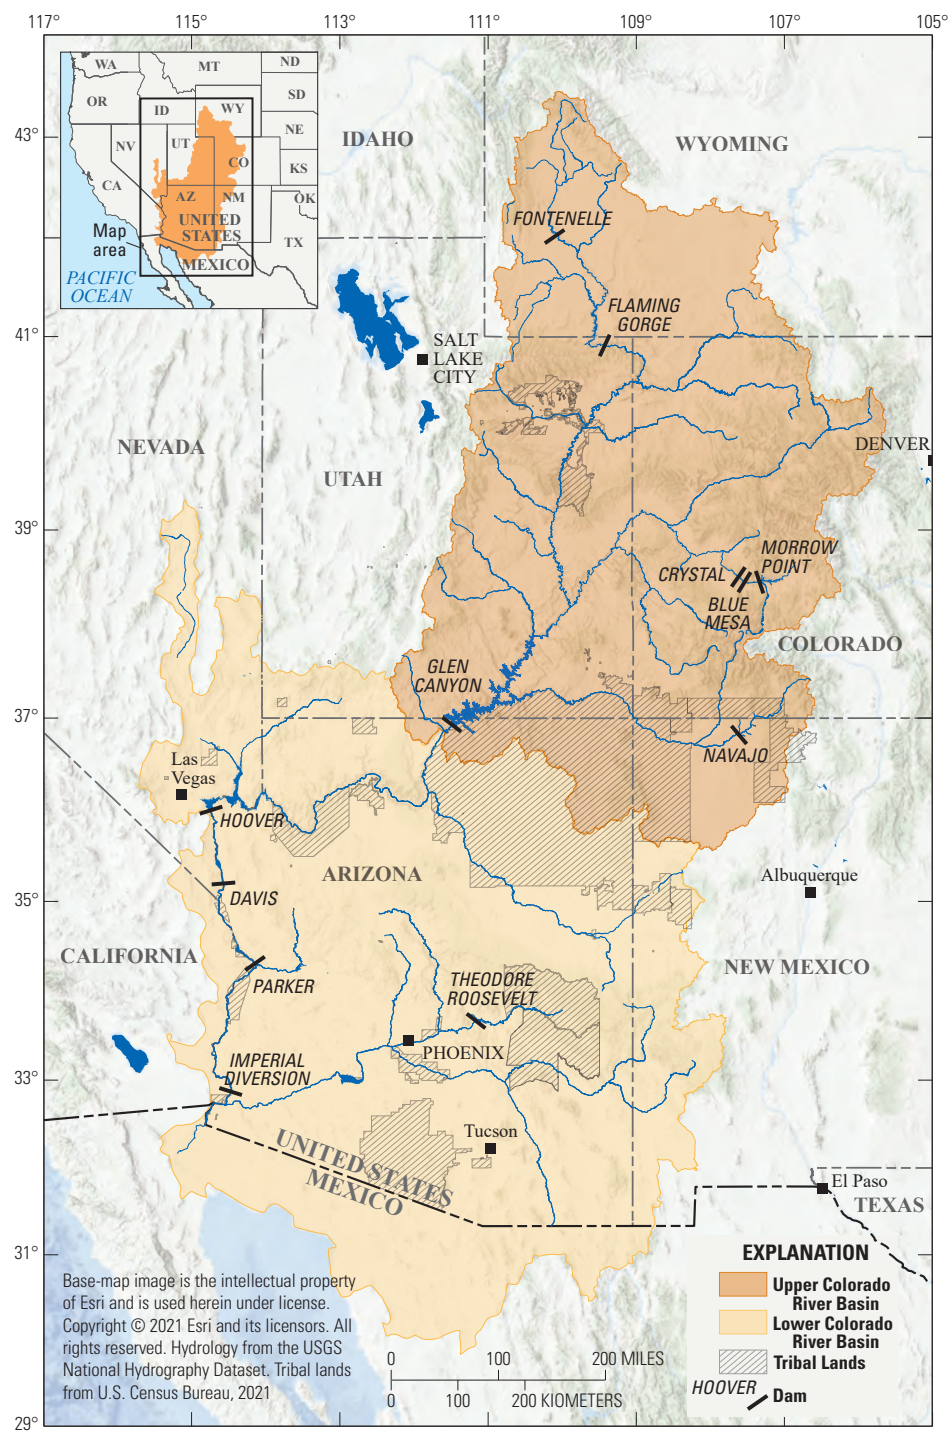 117°
115°
113°
111°
109°
107°
105°
43°
41°
39°
37°
35°
33°
31°
29°
WA
MT
ND
OR
ID
WY
SD
NE
NV
UT
CO
KS
CA
AZ
NM
OK
UNITED
STATES
TX
MEXICO
Map
area
PACIFIC
OCEAN
IDAHO
WYOMING
FONTENELLE
FLAMING
GORGE
SALT
LAKE
CITY
NEVADA
UTAH
DENVER
MORROW
POINT
CRYSTAL
BLUE
MESA
COLORADO
GLEN
CANYON
NAVAJO
Las
Vegas
HOOVER
ARIZONA
Albuquerque
DAVIS
CALIFORNIA
NEW MEXICO
PARKER
THEODORE
ROOSEVELT
PHOENIX
IMPERIAL
DIVERSION
Tucson
UNITED STATES
MEXICO
El Paso
TEXAS
EXPLANATION
Upper Colorado
River Basin
Lower Colorado
River Basin
Tribal Lands
HOOVER
Dam
Base-map image is the intellectual property
of Esri and is used herein under license.
Copyright © 2021 Esri and its licensors. All
rights reserved. Hydrology from the USGS
National Hydrography Dataset. Tribal lands
from U.S. Census Bureau, 2021
0 100 200 MILES
0 100 200 KIOMETERS
117°
115°
113°
111°
109°
107°
105°